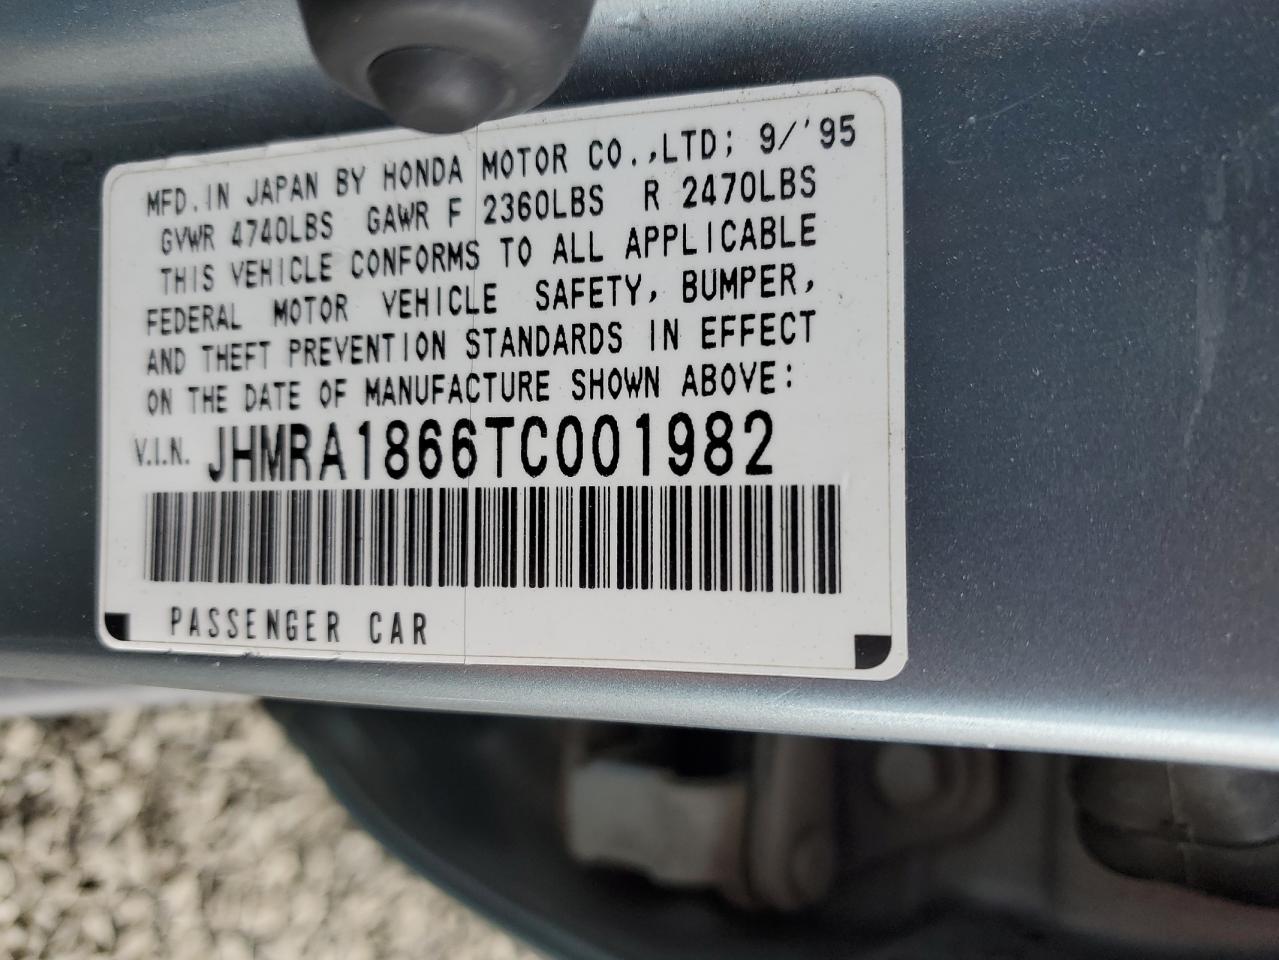 MFD.IN JAPAN BY HONDA MOTOR CO.,LTD; 9/'95
GVWR 4740LBS GAWR F 2360LBS R 2470LBS
THIS VEHICLE CONFORMS TO ALL APPLICABLE
FEDERAL MOTOR VEHICLE SAFETY, BUMPER,
AND THEFT PREVENTION STANDARDS IN EFFECT
ON THE DATE OF MANUFACTURE SHOWN ABOVE:
V.I.N. JHMRA1866TC001982
PASSENGER CAR